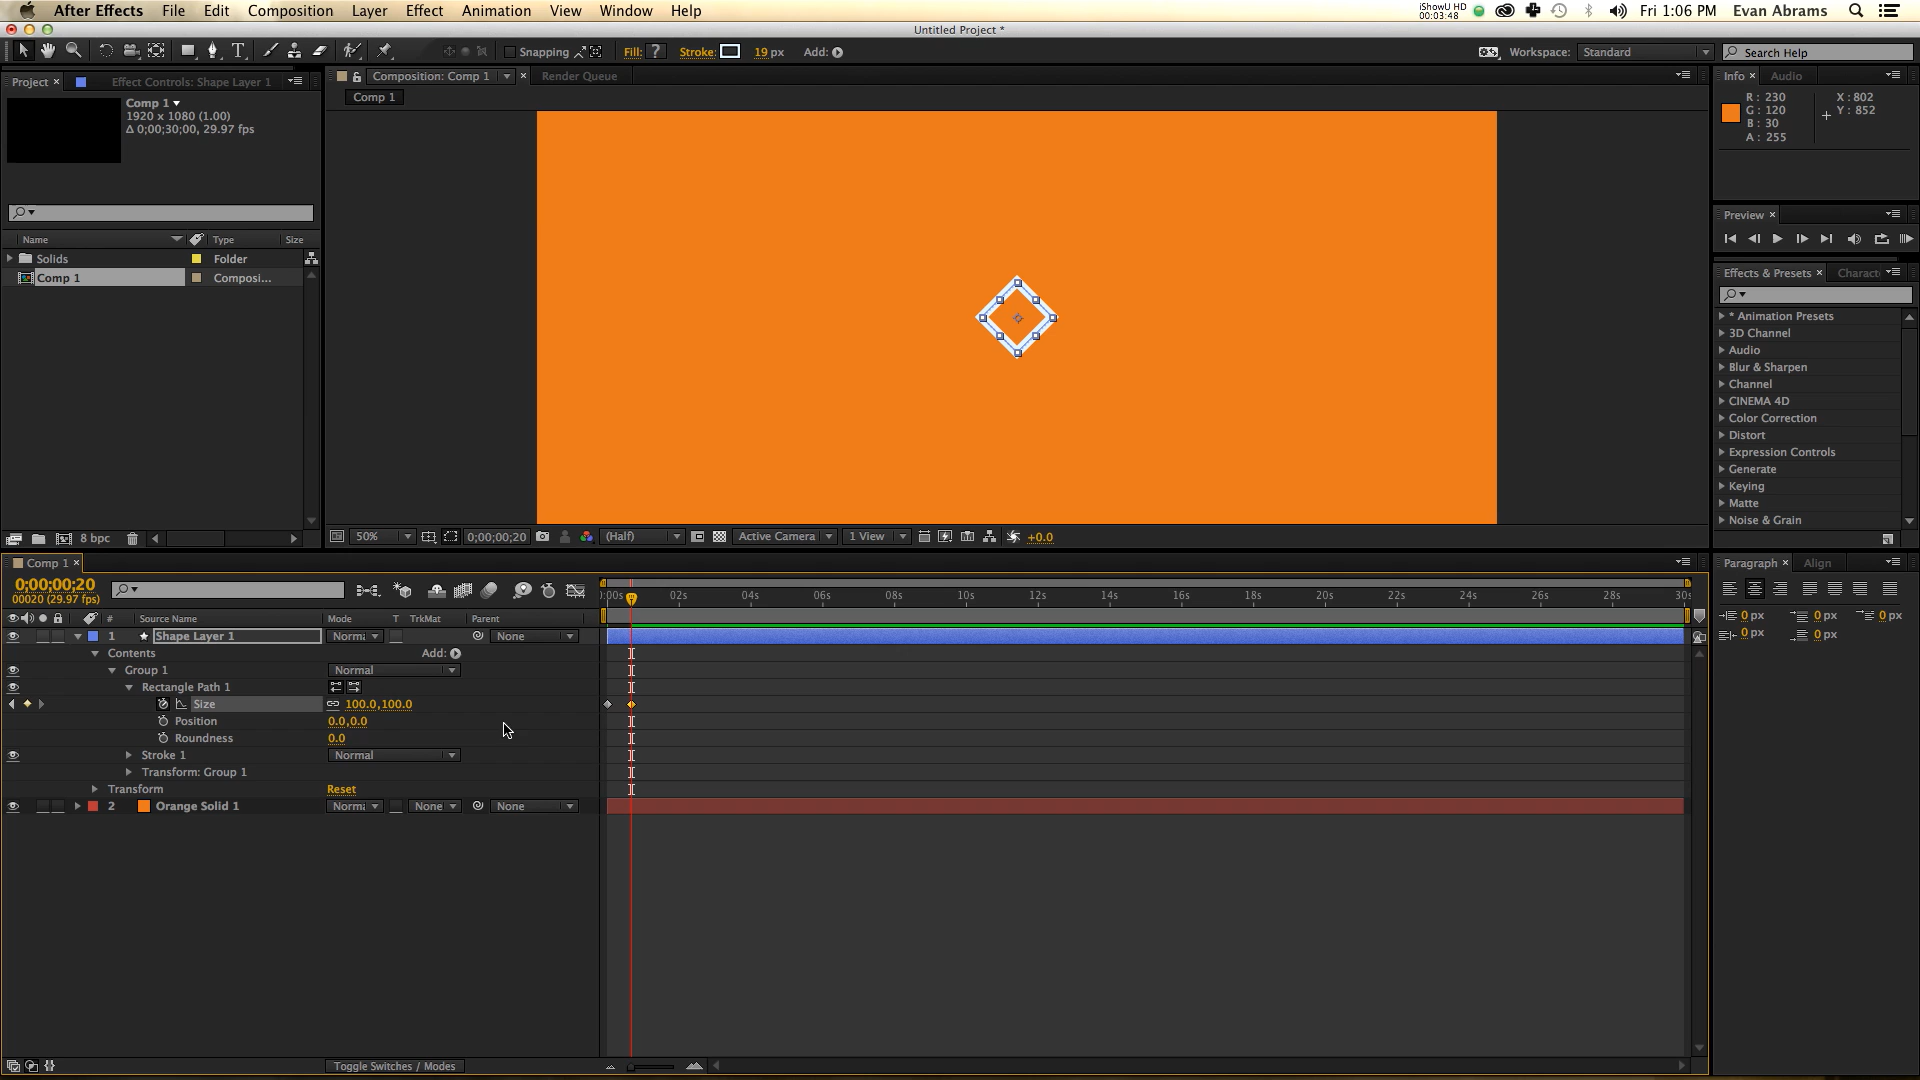 After Effects File Edit Composition Layer Effect Animation View Window Help iShowU HD 00:03:48 Fri 1:06 PM Evan Abrams
Untitled Project *
Snapping Fill: ? Stroke: 19 px Add: Workspace: Standard Search Help
Project × Effect Controls: Shape Layer 1 Composition: Comp 1 × Render Queue Info × Audio
Comp 1
1920 x 1080 (1.00)
Δ 0;00;30;00, 29.97 fps
Comp 1
R: 230 X: 802
G: 120 Y: 852
B: 30
A: 255
Preview ×
Name Type Size
Solids Folder
Comp 1 Composi...
Effects & Presets × Charact
* Animation Presets
3D Channel
Audio
Blur & Sharpen
Channel
CINEMA 4D
Color Correction
Distort
Expression Controls
Generate
Keying
Matte
Noise & Grain
8 bpc 50% 0;00;00;20 (Half) Active Camera 1 View +0.0
Comp 1 × Paragraph × Align
0;00;00;20
00020 (29.97 fps)
:00s 02s 04s 06s 08s 10s 12s 14s 16s 18s 20s 22s 24s 26s 28s 30s
0 px 0 px 0 px
0 px 0 px
# Source Name Mode T TrkMat Parent
1 Shape Layer 1 Norma None
Contents Add:
Group 1 Normal
Rectangle Path 1
Size 100.0,100.0
Position 0.0,0.0
Roundness 0.0
Stroke 1 Normal
Transform: Group 1
Transform Reset
2 Orange Solid 1 Norma None None
Toggle Switches / Modes